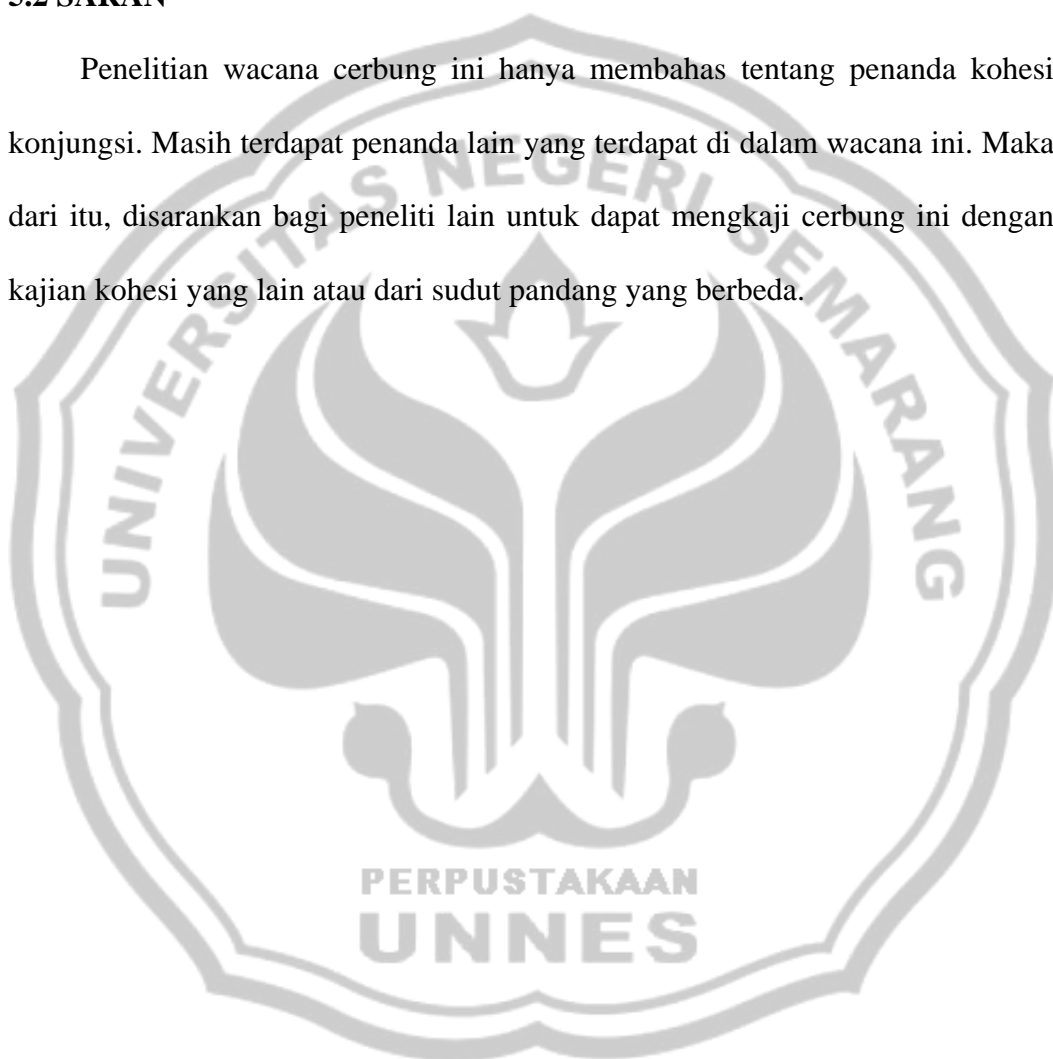 5.2 SARAN
Penelitian wacana cerbung ini hanya membahas tentang penanda kohesi
konjungsi. Masih terdapat penanda lain yang terdapat di dalam wacana ini. Maka
dari itu, disarankan bagi peneliti lain untuk dapat mengkaji cerbung ini dengan
kajian kohesi yang lain atau dari sudut pandang yang berbeda.
UNIVERSITAS NEGERI SEMARANG
PERPUSTAKAAN
UNNES